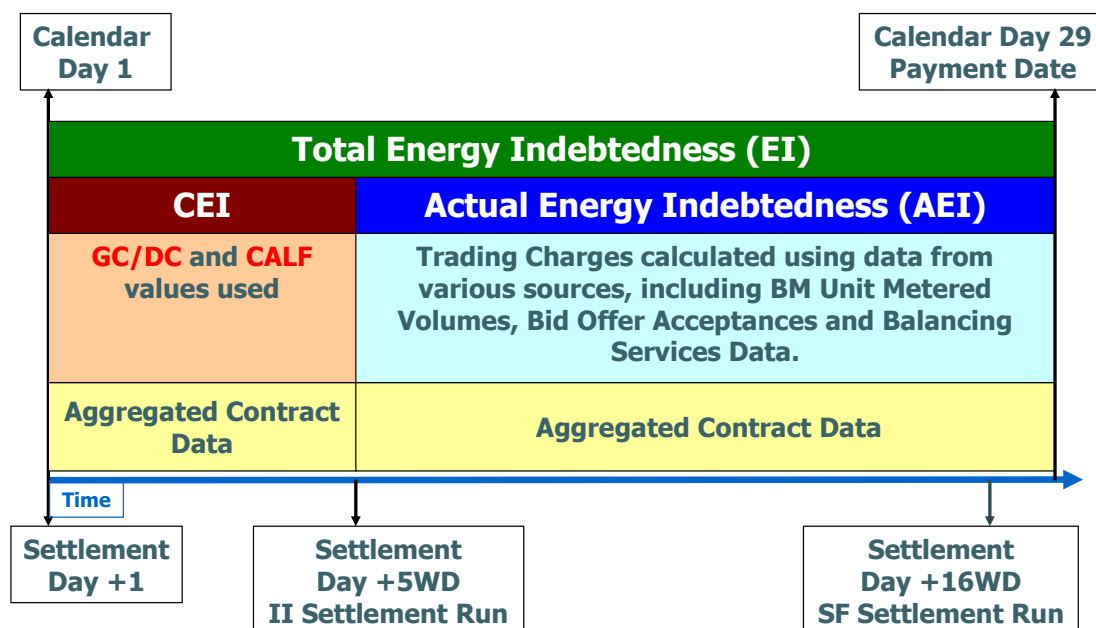 Calendar
Day 1
Calendar Day 29
Payment Date
Total Energy Indebtedness (EI)
CEI
Actual Energy Indebtedness (AEI)
GC/DC and CALF
values used
Trading Charges calculated using data from
various sources, including BM Unit Metered
Volumes, Bid Offer Acceptances and Balancing
Services Data.
Aggregated Contract
Data
Aggregated Contract Data
Time
Settlement
Day +1
Settlement
Day +5WD
II Settlement Run
Settlement
Day +16WD
SF Settlement Run